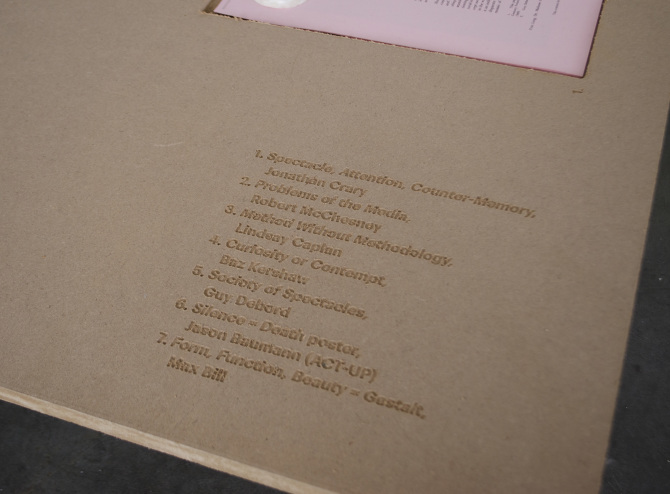 1.
1. Spectacle, Attention, Counter-Memory,
Jonathan Crary
2. Problems of the Media,
Robert McChesney
3. Method Without Methodology,
Lindsay Caplan
4. Curiosity or Contempt,
Baz Kershaw
5. Society of Spectacles,
Guy Debord
6. Silence = Death poster,
Jason Baumann (ACT-UP)
7. Form, Function, Beauty = Gestalt,
Max Bill